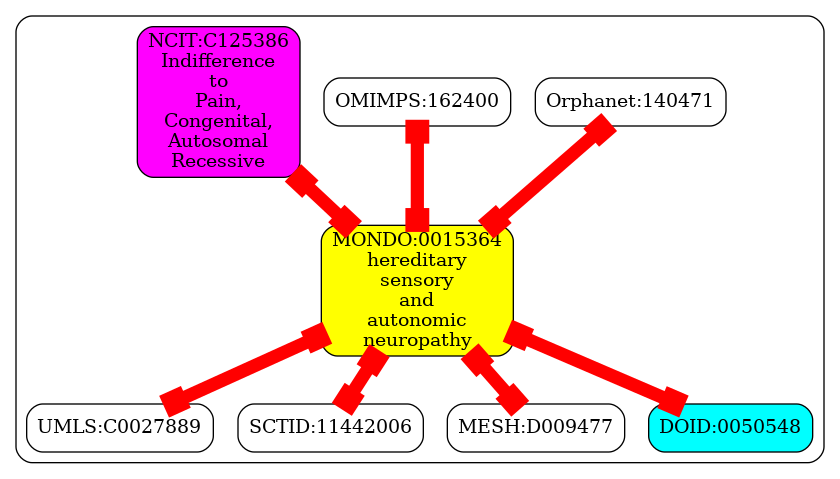 NCIT:C125386
Indifference
to
Pain,
Congenital,
Autosomal
Recessive
OMIMPS:162400
Orphanet:140471
MONDO:0015364
hereditary
sensory
and
autonomic
neuropathy
UMLS:C0027889
SCTID:11442006
MESH:D009477
DOID:0050548